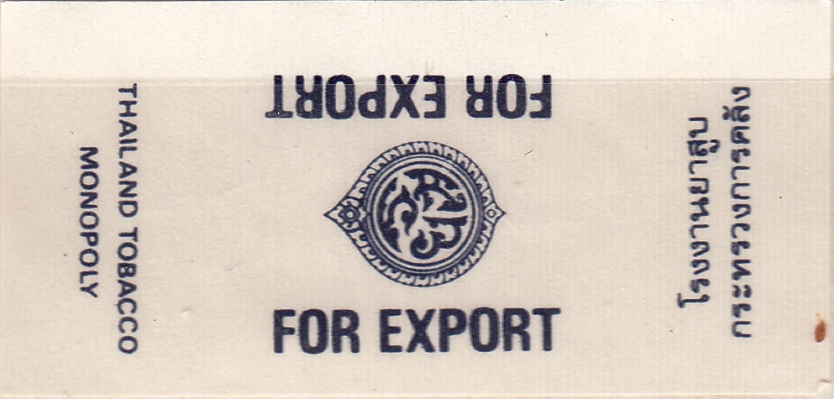 THAILAND TOBACCO
MONOPOLY
FOR EXPORT
FOR EXPORT
โรงงานยาสูบ
กระทรวงการคลัง